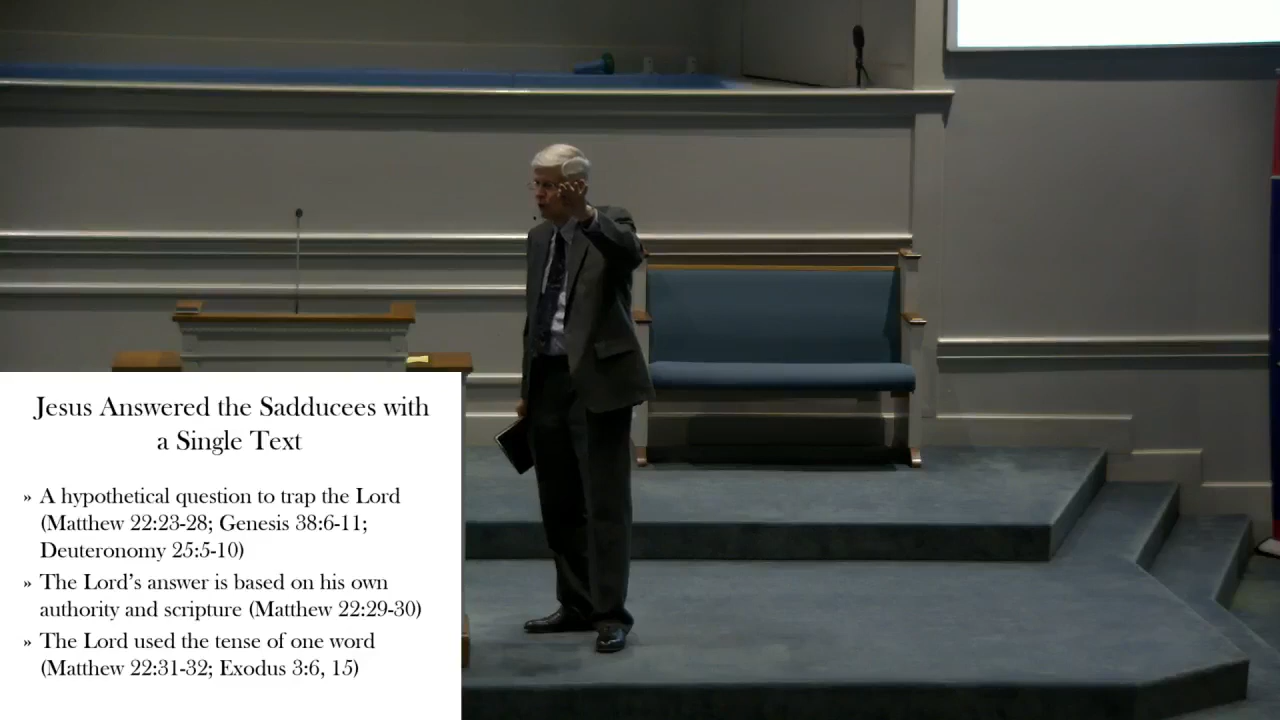 Jesus Answered the Sadducees with
a Single Text
» A hypothetical question to trap the Lord
(Matthew 22:23-28; Genesis 38:6-11;
Deuteronomy 25:5-10)
» The Lord’s answer is based on his own
authority and scripture (Matthew 22:29-30)
» The Lord used the tense of one word
(Matthew 22:31-32; Exodus 3:6, 15)